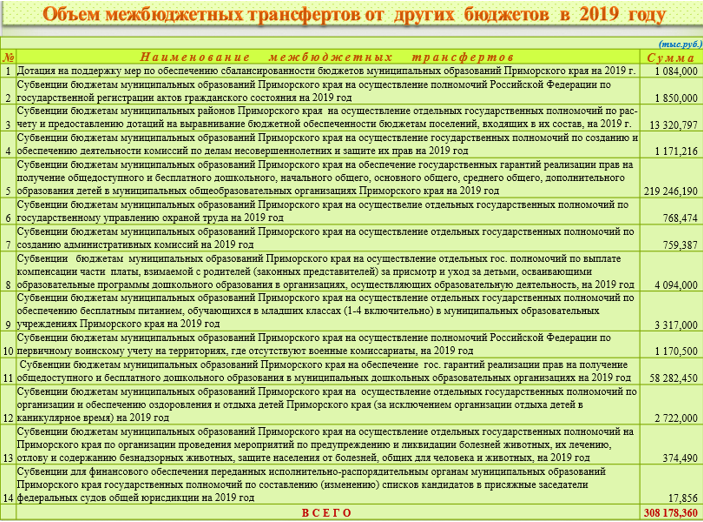 Объем межбюджетных трансфертов от других бюджетов в 2019 году
(тыс.руб.)
№ Наименование межбюджетных трансфертов Сумма
1 Дотация на поддержку мер по обеспечению сбалансированности бюджетов муниципальных образований Приморского края на 2019 г. 1 084,000
Субвенции бюджетам муниципальных образований Приморского края на осуществление полномочий Российской Федерации по
2 государственной регистрации актов гражданского состояния на 2019 год 1 850,000
Субвенции бюджетам муниципальных районов Приморского края на осуществление отдельных государственных полномочий по рас-
3 чету и предоставлению дотаций на выравнивание бюджетной обеспеченности бюджетам поселений, входящих в их состав, на 2019 г. 13 320,797
Субвенции бюджетам муниципальных образований Приморского края на осуществление государственных полномочий по созданию и
4 обеспечению деятельности комиссий по делам несовершеннолетних и защите их прав на 2019 год 1 171,216
Субвенции бюджетам муниципальных образований Приморского края на обеспечение государственных гарантий реализации прав на
получение общедоступного и бесплатного дошкольного, начального общего, основного общего, среднего общего, дополнительного
5 образования детей в муниципальных общеобразовательных организациях Приморского края на 2019 год 219 246,190
Субвенции бюджетам муниципальных образований Приморского края на осуществелие отдельных государственных полномочий по
6 государственному управлению охраной труда на 2019 год 768,474
Субвенции бюджетам муниципальных образований Приморского края на осуществление отдельных государственных полномочий по
7 созданию административных комиссий на 2019 год 759,387
Субвенции бюджетам муниципальных образований Приморского края на осуществление отдельных гос. полномочий по выплате
компенсации части платы, взимаемой с родителей (законных представителей) за присмотр и уход за детьми, осваивающими
8 образовательные программы дошкольного образования в организациях, осуществляющих образовательную деятельность, на 2019 год 4 094,000
Субвенции бюджетам муниципальных образований Приморского края на осуществление отдельных государственных полномочий по
обеспечению бесплатным питанием, обучающихся в младших классах (1-4 включительно) в муниципальных образовательных
9 учреждениях Приморского края на 2019 год 3 317,000
Субвенции бюджетам муниципальных образований Приморского края на осуществление полномочий Российской Федерации по
10 первичному воинскому учету на территориях, где отсутствуют военные комиссариаты, на 2019 год 1 170,500
Субвенции бюджетам муниципальных образований Приморского края на обеспечение гос. гарантий реализации прав на получение
11 общедоступного и бесплатного дошкольного образования в муниципальных дошкольных образовательных организациях на 2019 год 58 282,450
Субвенции бюджетам муниципальных образований Приморского края на осуществление отдельных государственных полномочий по
организации и обеспечению оздоровления и отдыха детей Приморского края (за исключением организации отдыха детей в
12 каникулярное время) на 2019 год 2 722,000
Субвенции бюджетам муниципальных образований Приморского края на осуществление отдельных государственных полномочий на
Приморского края по организации проведения мероприятий по предупреждению и ликвидации болезней животных, их лечению,
13 отлову и содержанию безнадзорных животных, защите населения от болезней, общих для человека и животных, на 2019 год 374,490
Субвенции для финансового обеспечения переданных исполнительно-распорядительным органам муниципальных образований
Приморского края государственных полномочий по составлению (изменению) списков кандидатов в присяжные заседатели
14 федеральных судов общей юрисдикции на 2019 год 17,856
ВСЕГО 308 178,360